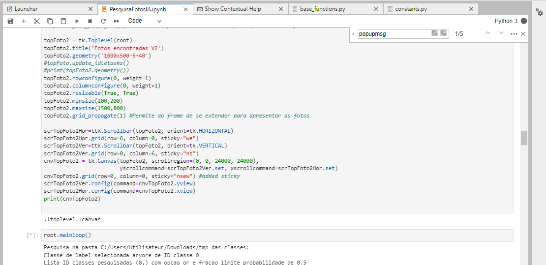 Launcher
PesquisaFotosIA.ipynb
Show Contextual Help
base_functions.py
constants.py
Code
Python 3
popupmsg
1/5
topFoto2 = tk.Toplevel(root)
topFoto2.title('Fotos encontradas V2')
topFoto2.geometry('1000x500-5+40')
#topFoto2.update_idletasks()
#print(topFoto2.geometry())
topFoto2.rowconfigure(0, weight=1)
topFoto2.columnconfigure(0, weight=1)
topFoto2.resizable(True, True)
topFoto2.minsize(200,200)
topFoto2.maxsize(1500,800)
topFoto2.grid_propagate(1) #Permite ao frame de se extender para apresentar as fotos
scrTopFoto2Hor=ttk.Scrollbar(topFoto2, orient=tk.HORIZONTAL)
scrTopFoto2Hor.grid(row=6, column=0, sticky="we")
scrTopFoto2Ver=ttk.Scrollbar(topFoto2, orient=tk.VERTICAL)
scrTopFoto2Ver.grid(row=0, column=6, sticky="ns")
cnvTopFoto2 = tk.Canvas(topFoto2, scrollregion=(0, 0, 24000, 24000),
yscrollcommand=scrTopFoto2Ver.set, xscrollcommand=scrTopFoto2Hor.set)
cnvTopFoto2.grid(row=0, column=0, sticky="nsew") #added sticky
scrTopFoto2Ver.config(command=cnvTopFoto2.yview)
scrTopFoto2Hor.config(command=cnvTopFoto2.xview)
print(cnvTopFoto2)
.!toplevel.!canvas
[*]: root.mainloop()
Pesquisa na pasta C:/Users/Utilisateur/Downloads/tmp das classes:
Classe de label selecionada arvore de ID classe 0
Lista ID classes pesquisadas (0,) com opcao or e fracao limite probabilidade de 0.5